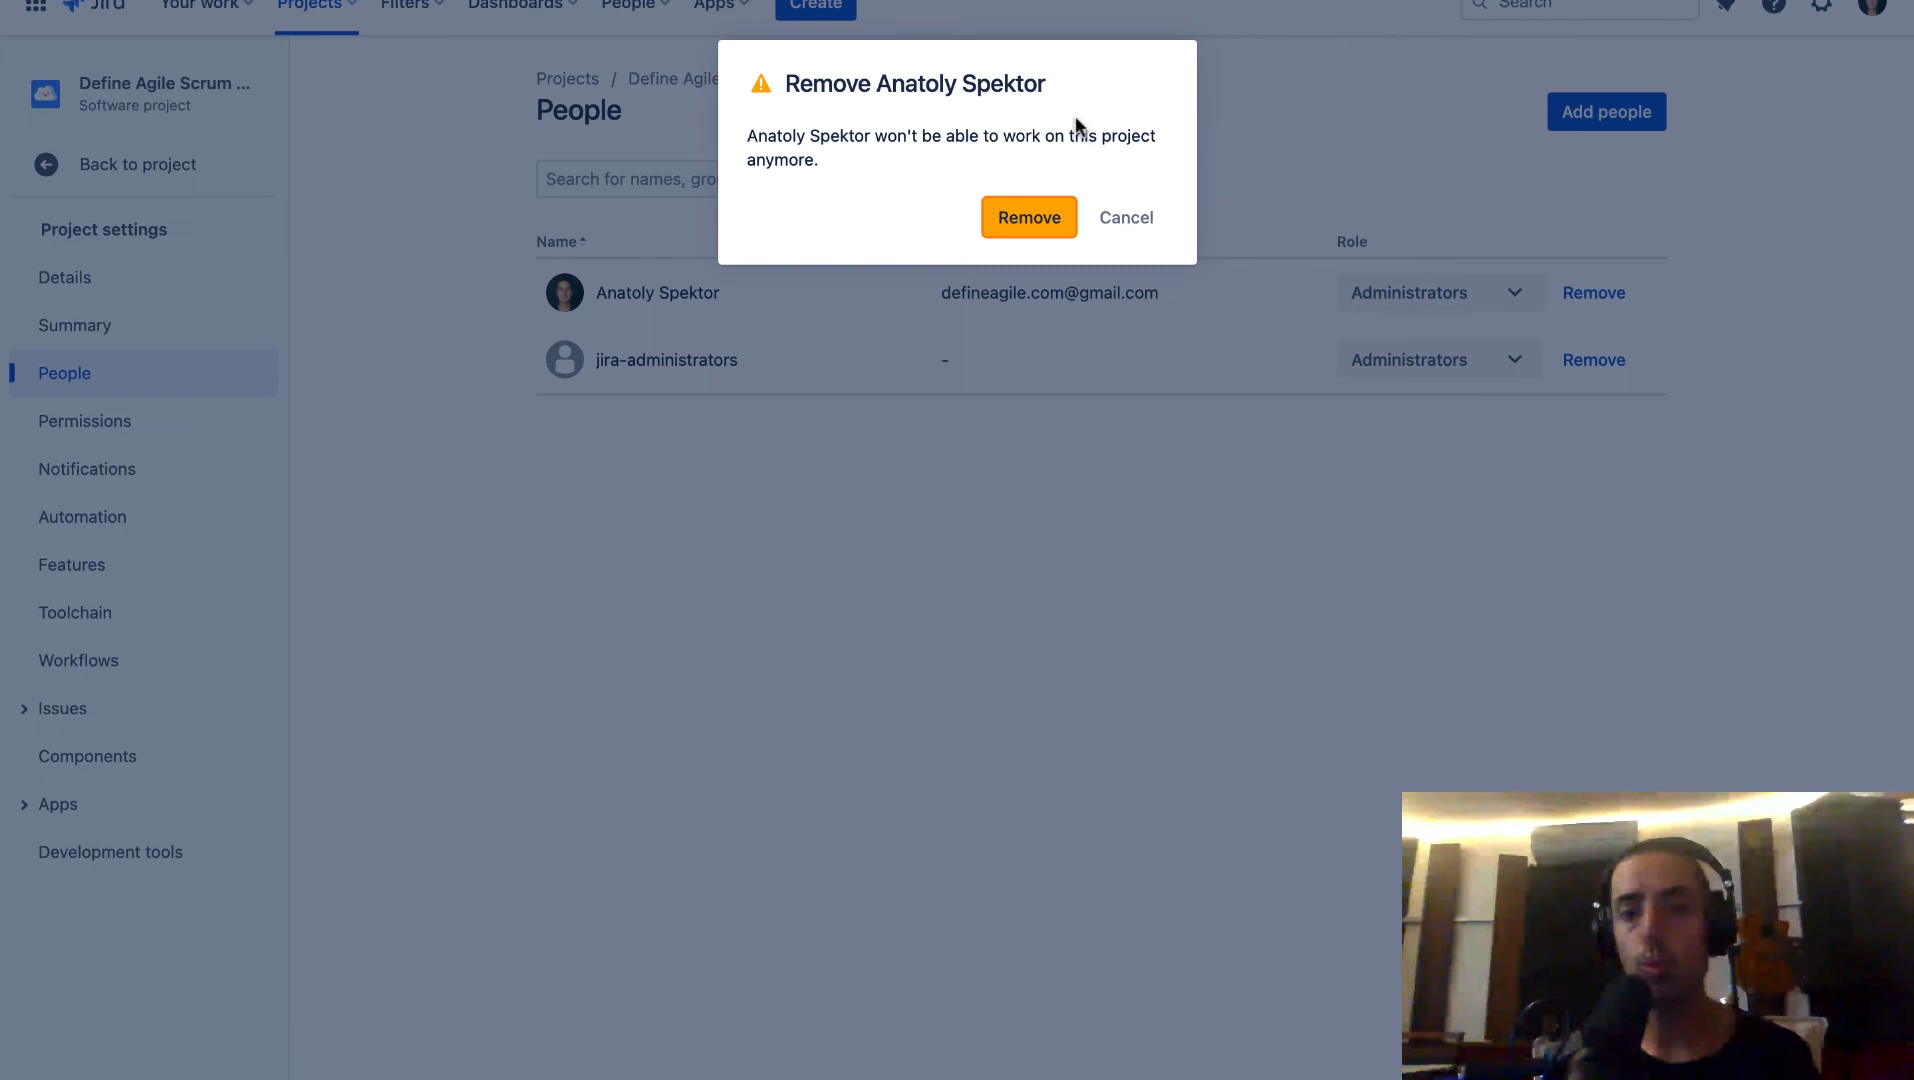 Jira
Your work
Projects
Filters
Dashboards
People
Apps
Create
Search
Define Agile Scrum ...
Software project
Back to project
Project settings
Details
Summary
People
Permissions
Notifications
Automation
Features
Toolchain
Workflows
Issues
Components
Apps
Development tools
Projects / Define Agile
People
Add people
Search for names, gro
Name
Role
Anatoly Spektor
defineagile.com@gmail.com
Administrators
Remove
jira-administrators
-
Administrators
Remove
Remove Anatoly Spektor
Anatoly Spektor won't be able to work on this project
anymore.
Remove
Cancel